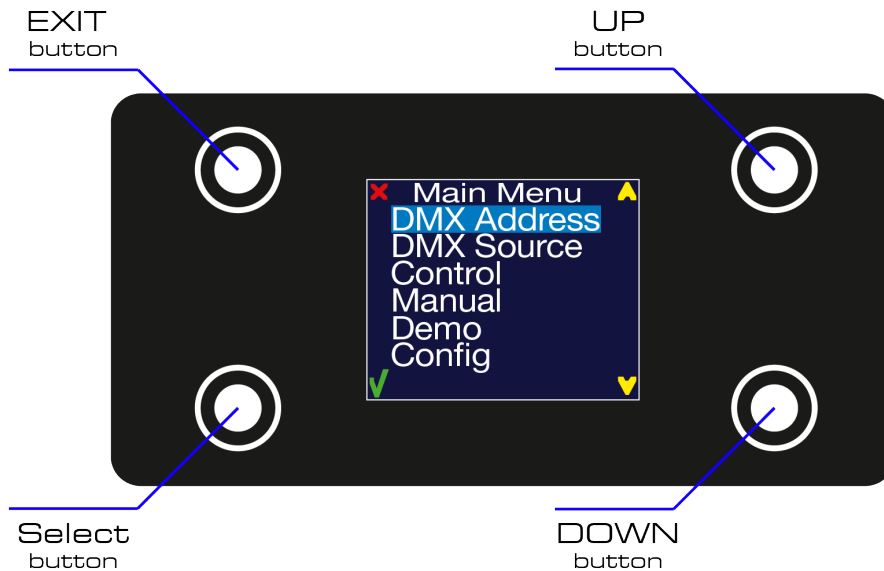 EXIT
button
UP
button
Main Menu
DMX Address
DMX Source
Control
Manual
Demo
Config
Select
button
DOWN
button